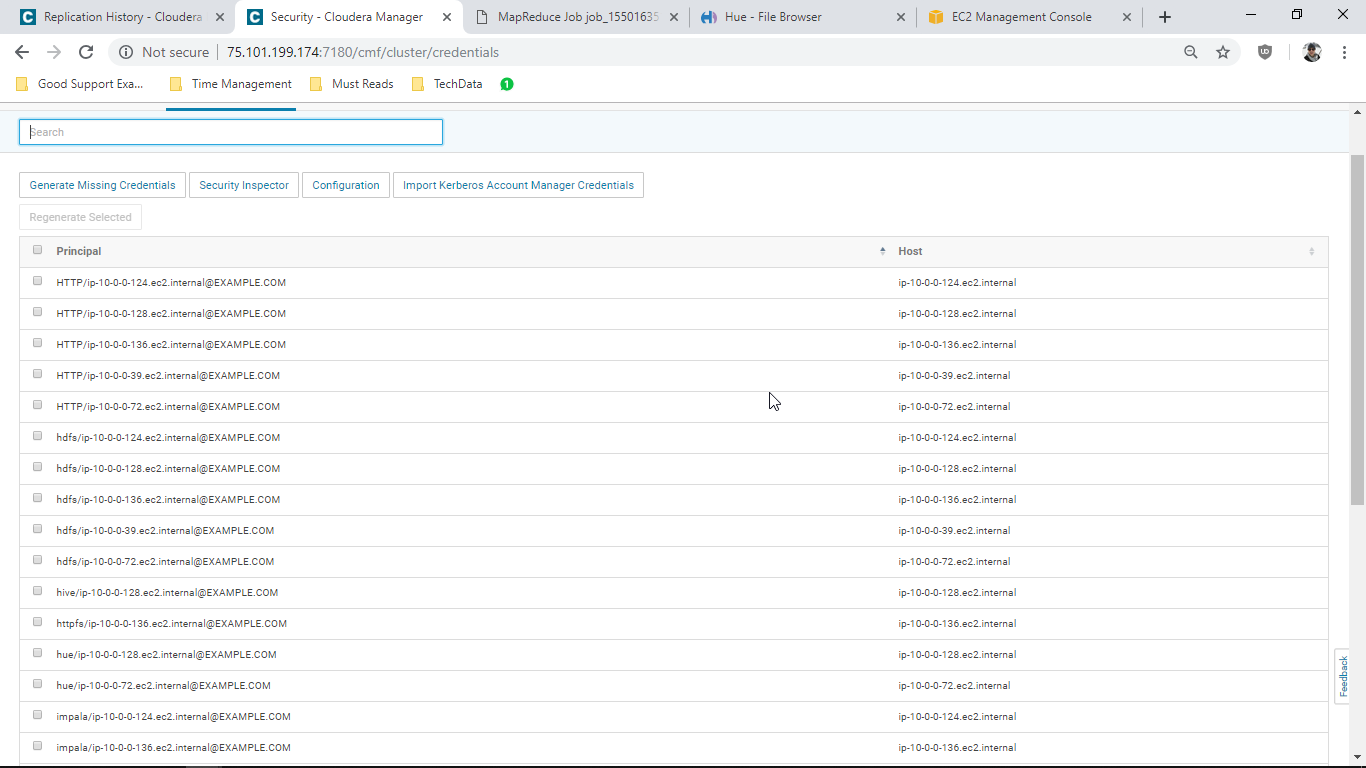 Replication History - Cloudera
Security - Cloudera Manager
MapReduce Job job_15501635
Hue - File Browser
EC2 Management Console
Not secure 75.101.199.174:7180/cmf/cluster/credentials
Good Support Exa...
Time Management
Must Reads
TechData
1
Search
Generate Missing Credentials
Security Inspector
Configuration
Import Kerberos Account Manager Credentials
Regenerate Selected
Principal Host
HTTP/ip-10-0-0-124.ec2.internal@EXAMPLE.COM ip-10-0-0-124.ec2.internal
HTTP/ip-10-0-0-128.ec2.internal@EXAMPLE.COM ip-10-0-0-128.ec2.internal
HTTP/ip-10-0-0-136.ec2.internal@EXAMPLE.COM ip-10-0-0-136.ec2.internal
HTTP/ip-10-0-0-39.ec2.internal@EXAMPLE.COM ip-10-0-0-39.ec2.internal
HTTP/ip-10-0-0-72.ec2.internal@EXAMPLE.COM ip-10-0-0-72.ec2.internal
hdfs/ip-10-0-0-124.ec2.internal@EXAMPLE.COM ip-10-0-0-124.ec2.internal
hdfs/ip-10-0-0-128.ec2.internal@EXAMPLE.COM ip-10-0-0-128.ec2.internal
hdfs/ip-10-0-0-136.ec2.internal@EXAMPLE.COM ip-10-0-0-136.ec2.internal
hdfs/ip-10-0-0-39.ec2.internal@EXAMPLE.COM ip-10-0-0-39.ec2.internal
hdfs/ip-10-0-0-72.ec2.internal@EXAMPLE.COM ip-10-0-0-72.ec2.internal
hive/ip-10-0-0-128.ec2.internal@EXAMPLE.COM ip-10-0-0-128.ec2.internal
httpfs/ip-10-0-0-136.ec2.internal@EXAMPLE.COM ip-10-0-0-136.ec2.internal
hue/ip-10-0-0-128.ec2.internal@EXAMPLE.COM ip-10-0-0-128.ec2.internal
hue/ip-10-0-0-72.ec2.internal@EXAMPLE.COM ip-10-0-0-72.ec2.internal
impala/ip-10-0-0-124.ec2.internal@EXAMPLE.COM ip-10-0-0-124.ec2.internal
impala/ip-10-0-0-136.ec2.internal@EXAMPLE.COM ip-10-0-0-136.ec2.internal
Feedback